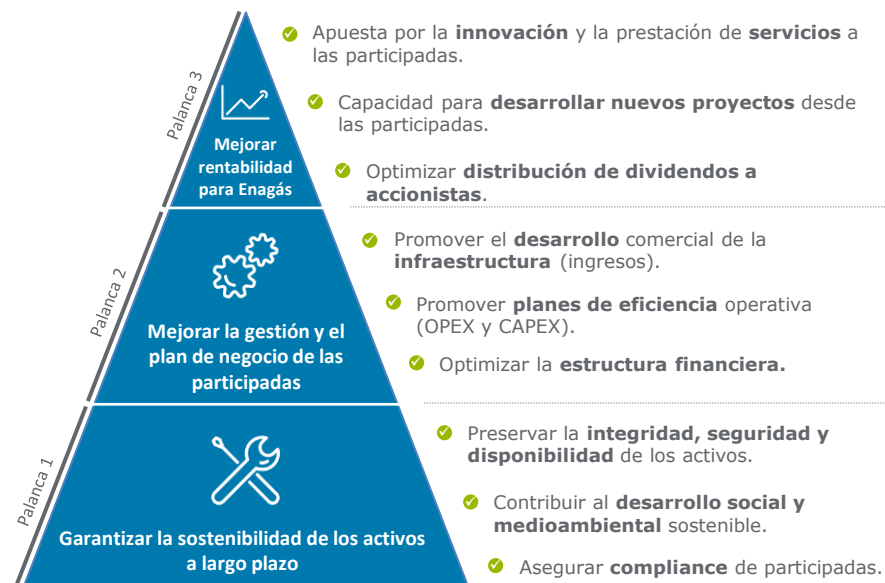 Palanca 3
Mejorar
rentabilidad
para Enagás
Apuesta por la innovación y la prestación de servicios a
las participadas.
Capacidad para desarrollar nuevos proyectos desde
las participadas.
Optimizar distribución de dividendos a
accionistas.
Palanca 2
Mejorar la gestión y el
plan de negocio de las
participadas
Promover el desarrollo comercial de la
infraestructura (ingresos).
Promover planes de eficiencia operativa
(OPEX y CAPEX).
Optimizar la estructura financiera.
Palanca 1
Garantizar la sostenibilidad de los activos
a largo plazo
Preservar la integridad, seguridad y
disponibilidad de los activos.
Contribuir al desarrollo social y
medioambiental sostenible.
Asegurar compliance de participadas.